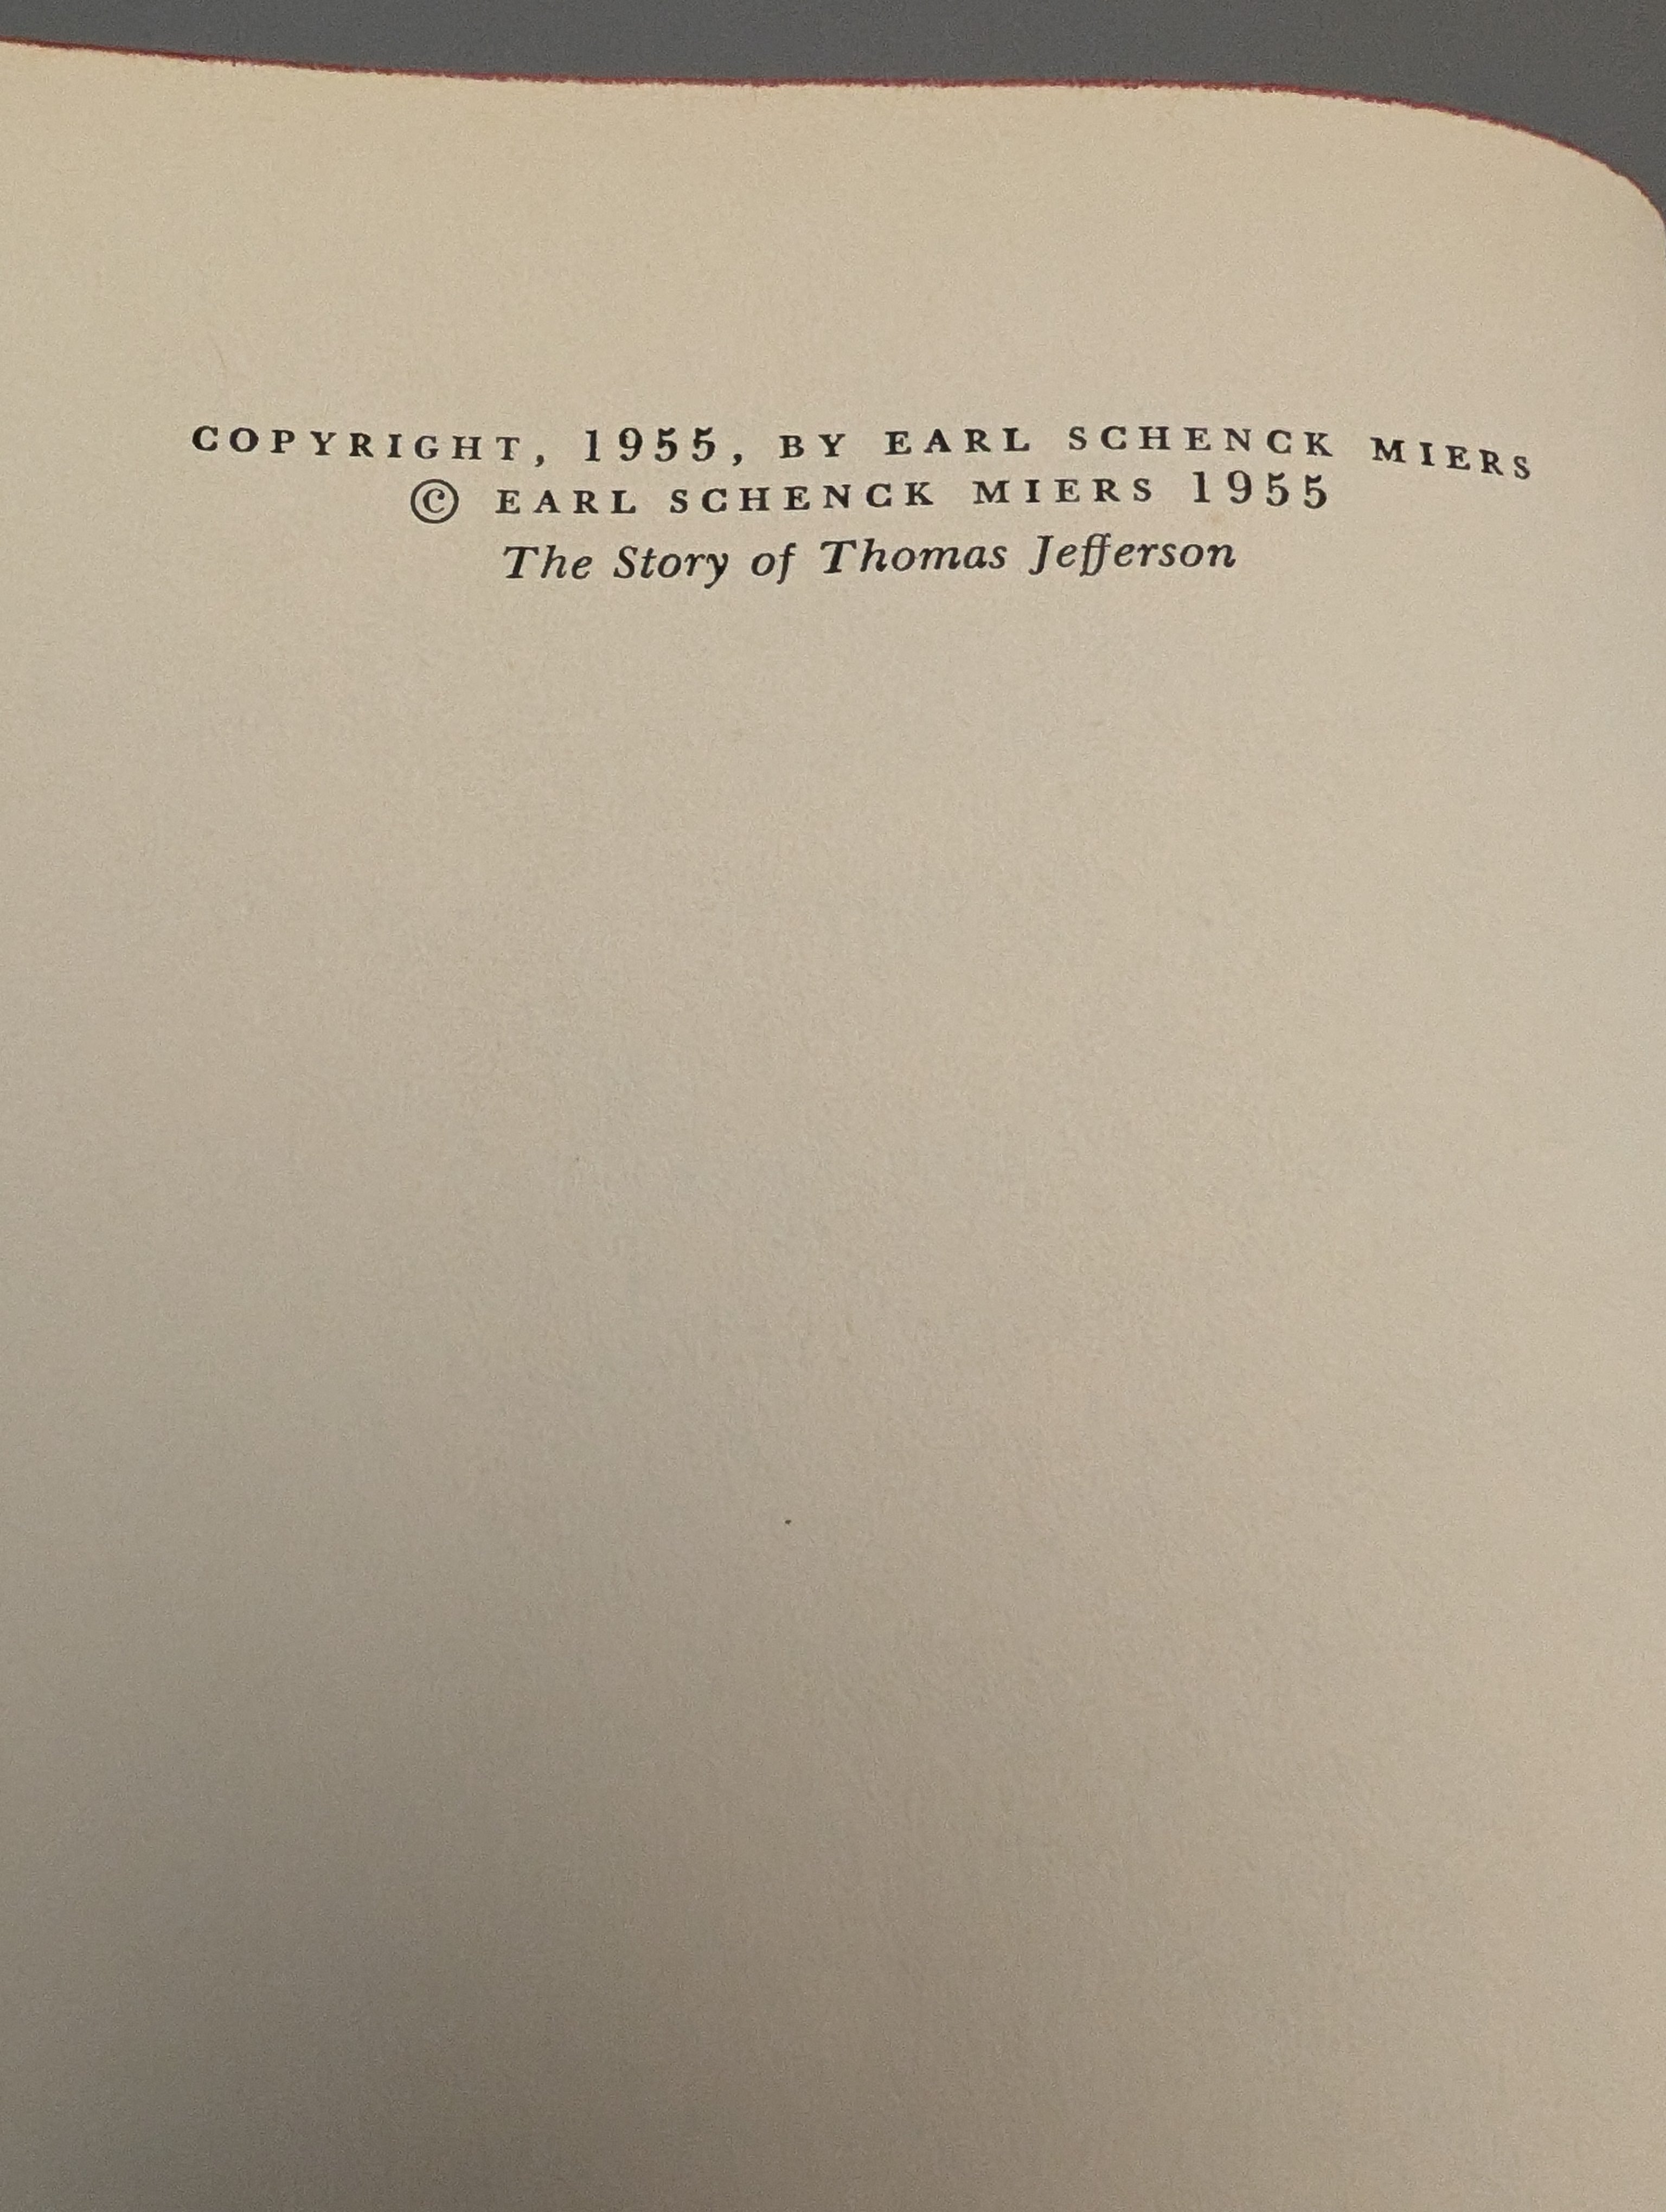 COPYRIGHT, 1955, BY EARL SCHENCK MIERS
© EARL SCHENCK MIERS 1955
The Story of Thomas Jefferson